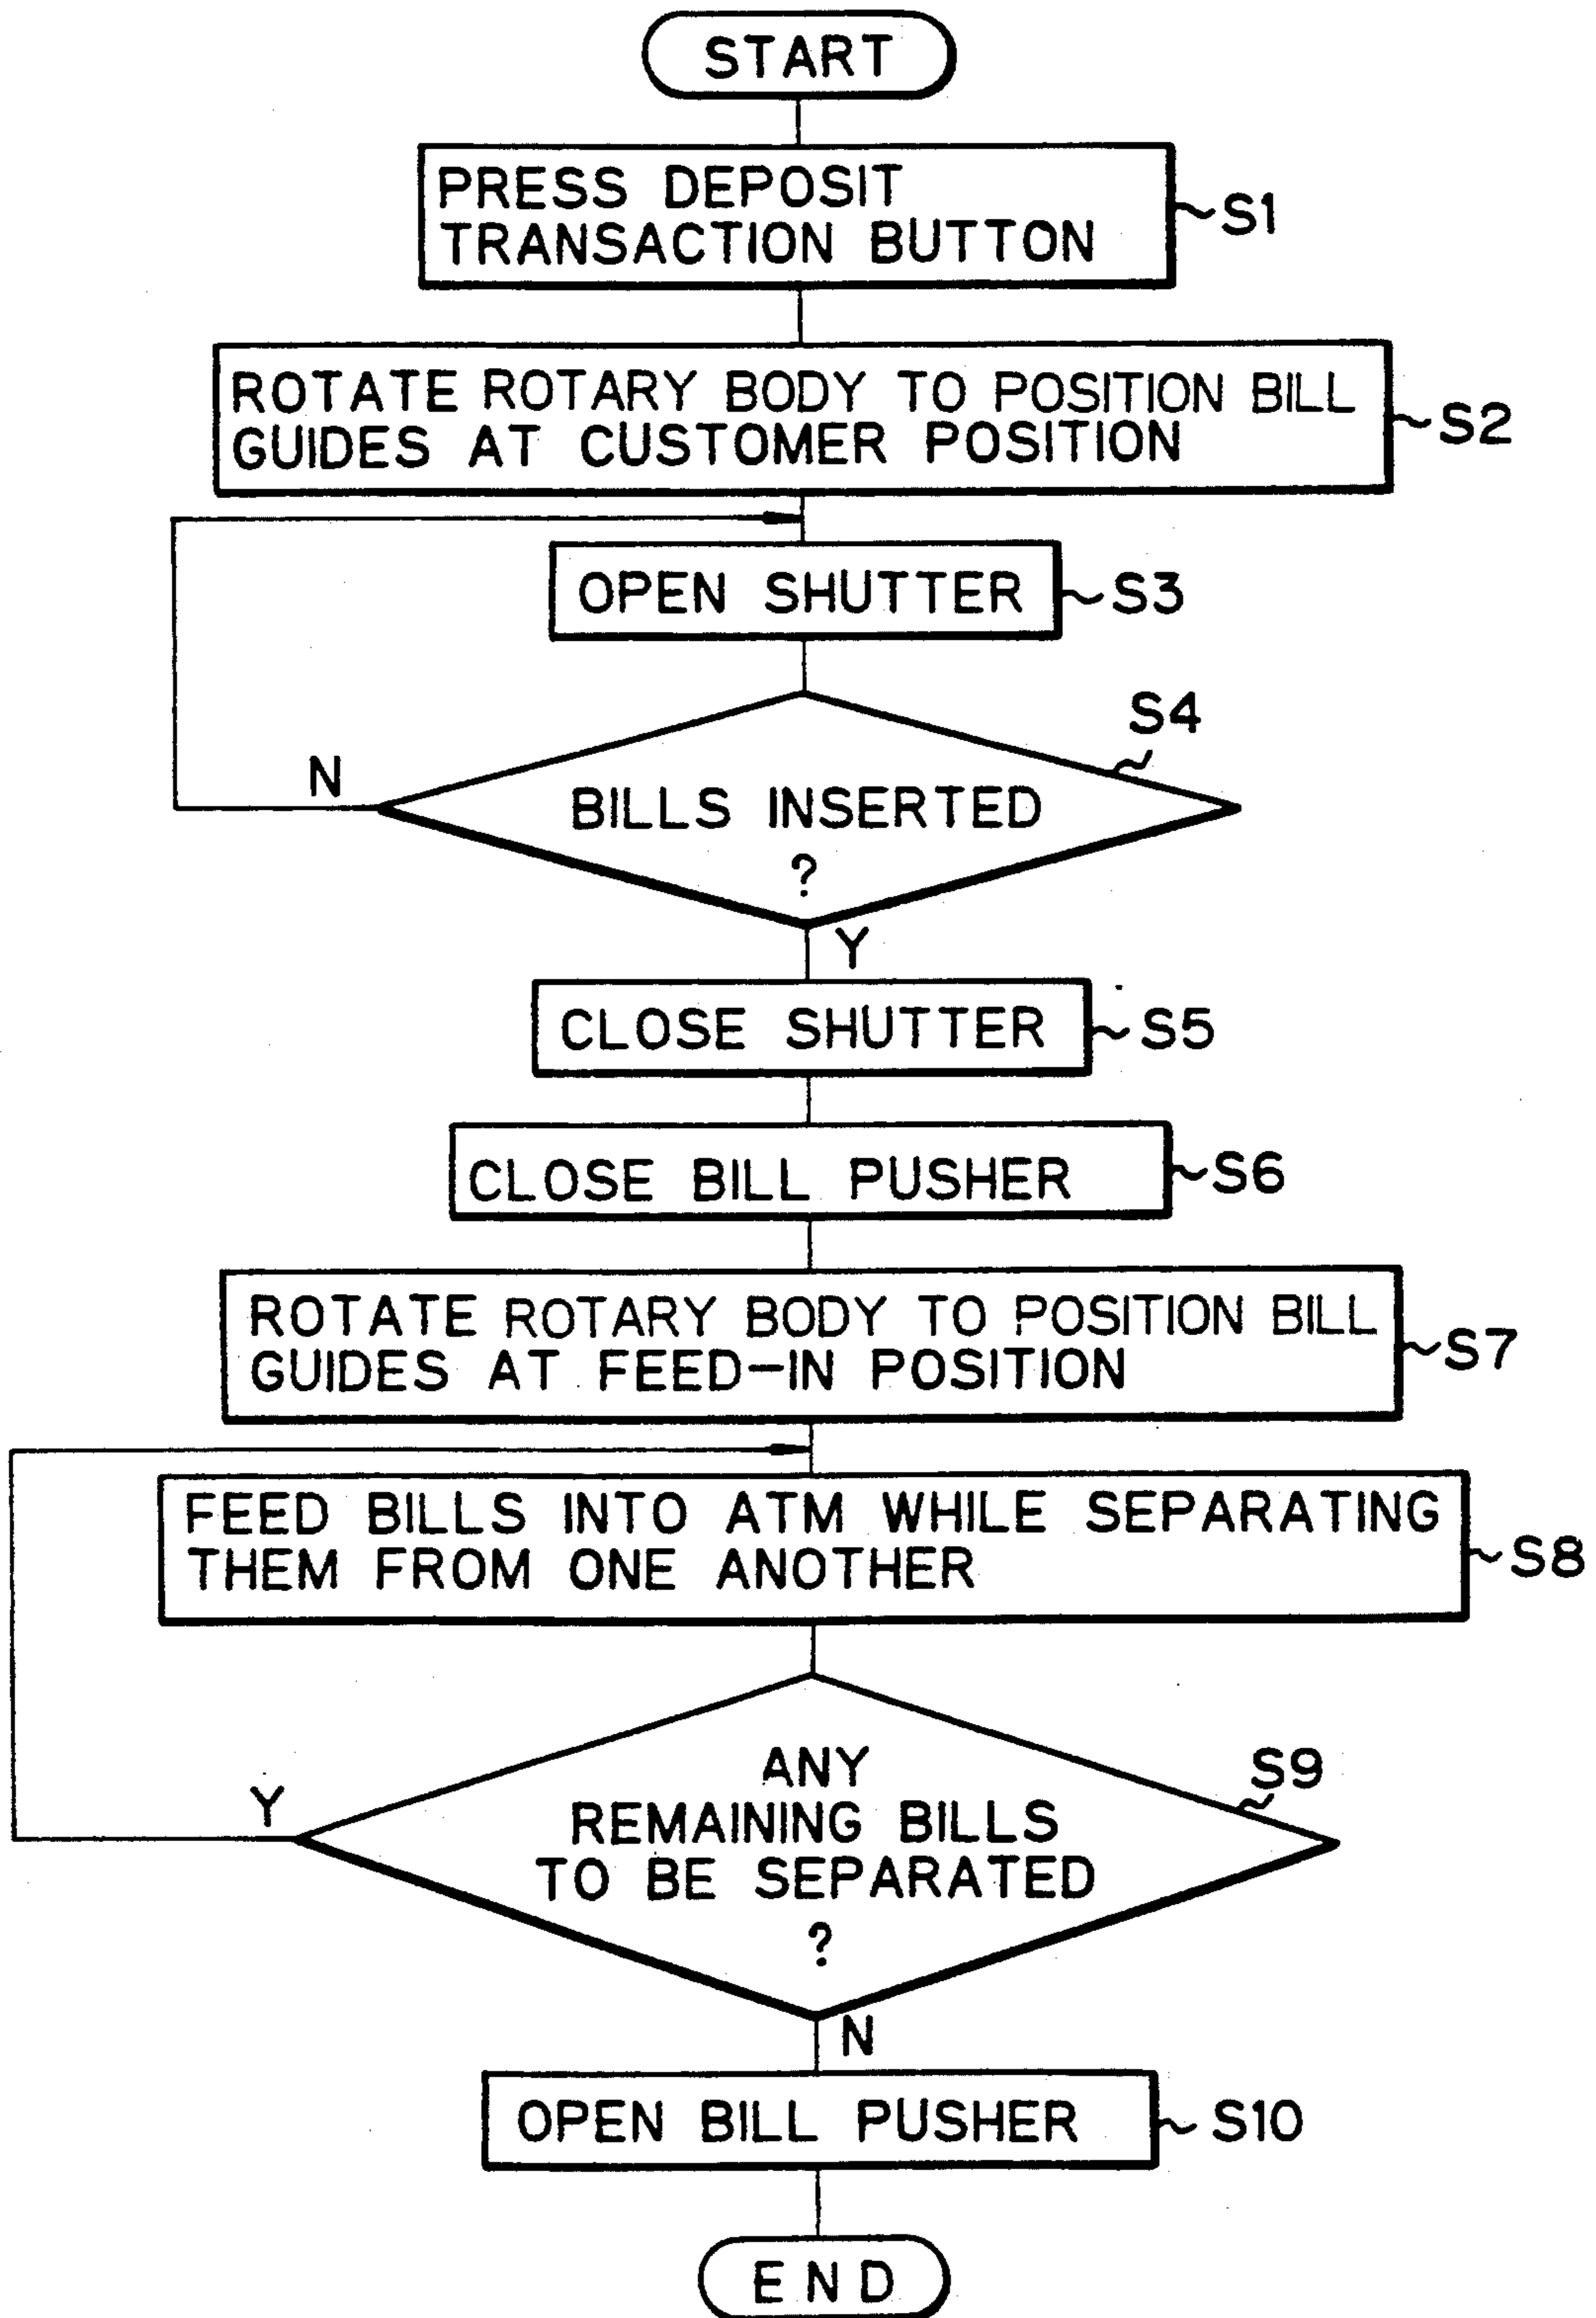 START
PRESS DEPOSIT
TRANSACTION BUTTON
S1
ROTATE ROTARY BODY TO POSITION BILL
GUIDES AT CUSTOMER POSITION
S2
OPEN SHUTTER
S3
S4
N
BILLS INSERTED
?
Y
CLOSE SHUTTER
S5
CLOSE BILL PUSHER
S6
ROTATE ROTARY BODY TO POSITION BILL
GUIDES AT FEED-IN POSITION
S7
FEED BILLS INTO ATM WHILE SEPARATING
THEM FROM ONE ANOTHER
S8
S9
Y
ANY
REMAINING BILLS
TO BE SEPARATED
?
N
OPEN BILL PUSHER
S10
END